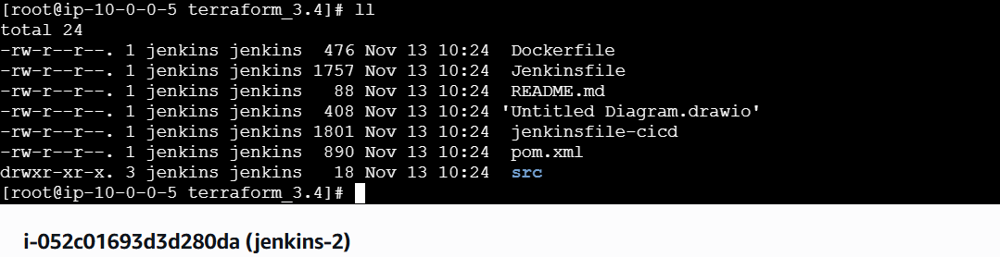 [root@ip-10-0-0-5 terraform_3.4]# ll
total 24
-rw-r--r--. 1 jenkins jenkins  476 Nov 13 10:24  Dockerfile
-rw-r--r--. 1 jenkins jenkins 1757 Nov 13 10:24  Jenkinsfile
-rw-r--r--. 1 jenkins jenkins   88 Nov 13 10:24  README.md
-rw-r--r--. 1 jenkins jenkins  408 Nov 13 10:24 'Untitled Diagram.drawio'
-rw-r--r--. 1 jenkins jenkins 1801 Nov 13 10:24  jenkinsfile-cicd
-rw-r--r--. 1 jenkins jenkins  890 Nov 13 10:24  pom.xml
drwxr-xr-x. 3 jenkins jenkins   18 Nov 13 10:24  src
[root@ip-10-0-0-5 terraform_3.4]#
i-052c01693d3d280da (jenkins-2)